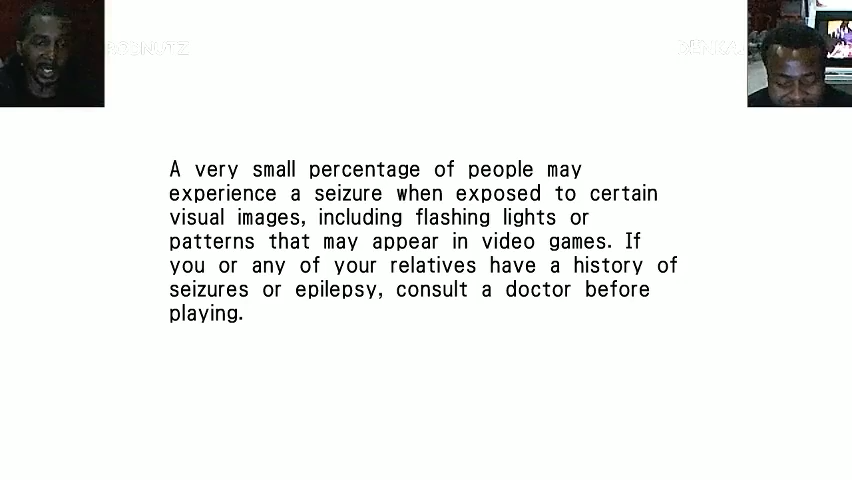 A very small percentage of people may
experience a seizure when exposed to certain
visual images, including flashing lights or
patterns that may appear in video games. If
you or any of your relatives have a history of
seizures or epilepsy, consult a doctor before
playing.